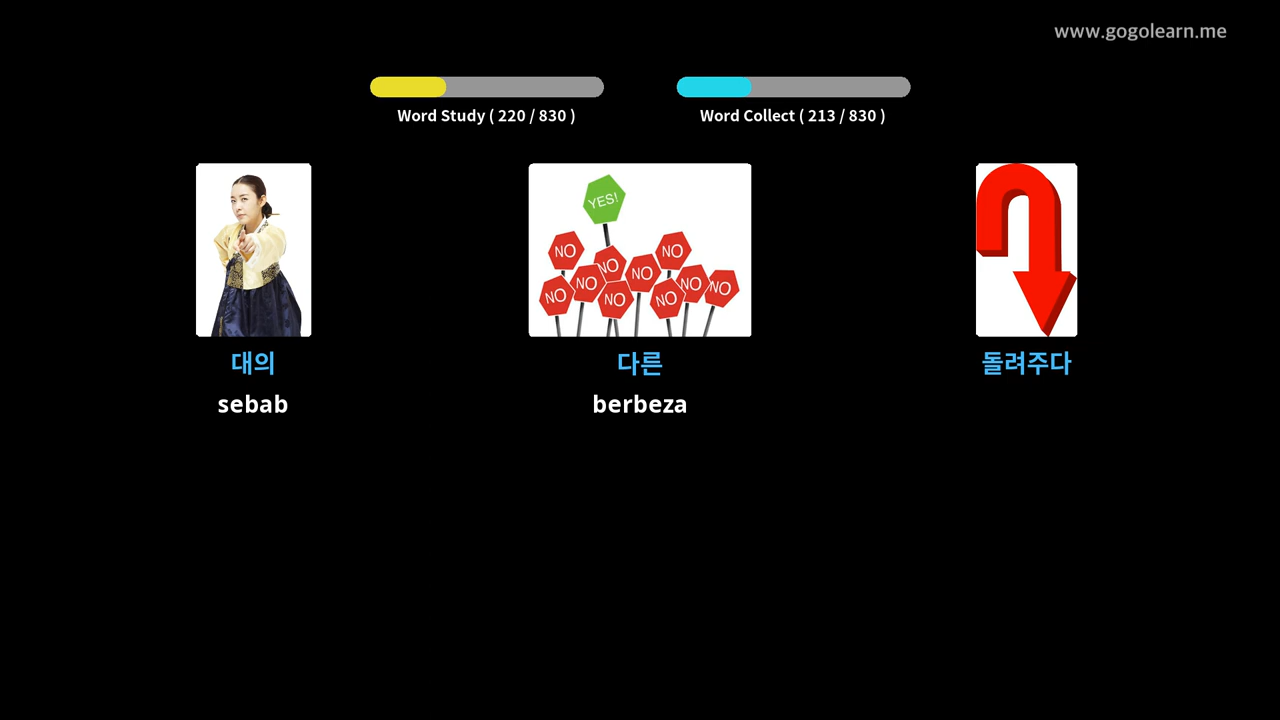 www.gogolearn.me
Word Study ( 220 / 830 )
Word Collect ( 213 / 830 )
YES!
NO
NO
NO
NO
NO
NO
NO
NO
NO
NO
대의
다른
돌려주다
sebab
berbeza